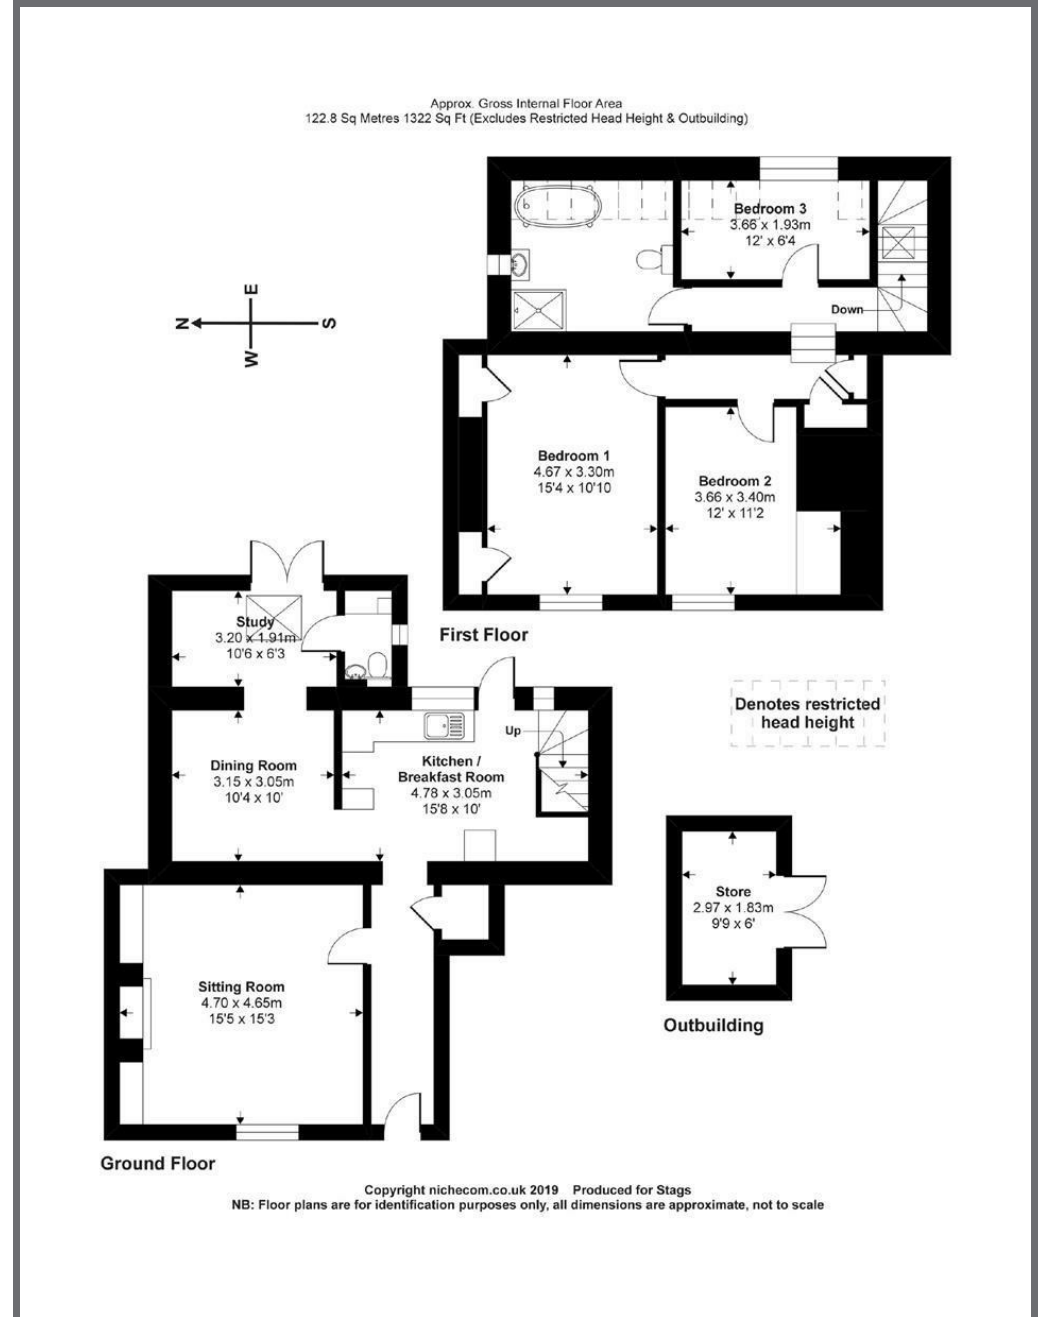 Approx. Gross Internal Floor Area
122.8 Sq Metres 1322 Sq Ft (Excludes Restricted Head Height & Outbuilding)
Bedroom 3
3.66 x 1.93m
12' x 6'4
Down
N
E
S
W
Bedroom 1
4.67 x 3.30m
15'4 x 10'10
Bedroom 2
3.66 x 3.40m
12' x 11'2
First Floor
Study
3.20 x 1.91m
10'6 x 6'3
Denotes restricted
head height
Up
Dining Room
3.15 x 3.05m
10'4 x 10'
Kitchen /
Breakfast Room
4.78 x 3.05m
15'8 x 10'
Store
2.97 x 1.83m
9'9 x 6'
Outbuilding
Sitting Room
4.70 x 4.65m
15'5 x 15'3
Ground Floor
Copyright nichecom.co.uk 2019 Produced for Stags
NB: Floor plans are for identification purposes only, all dimensions are approximate, not to scale